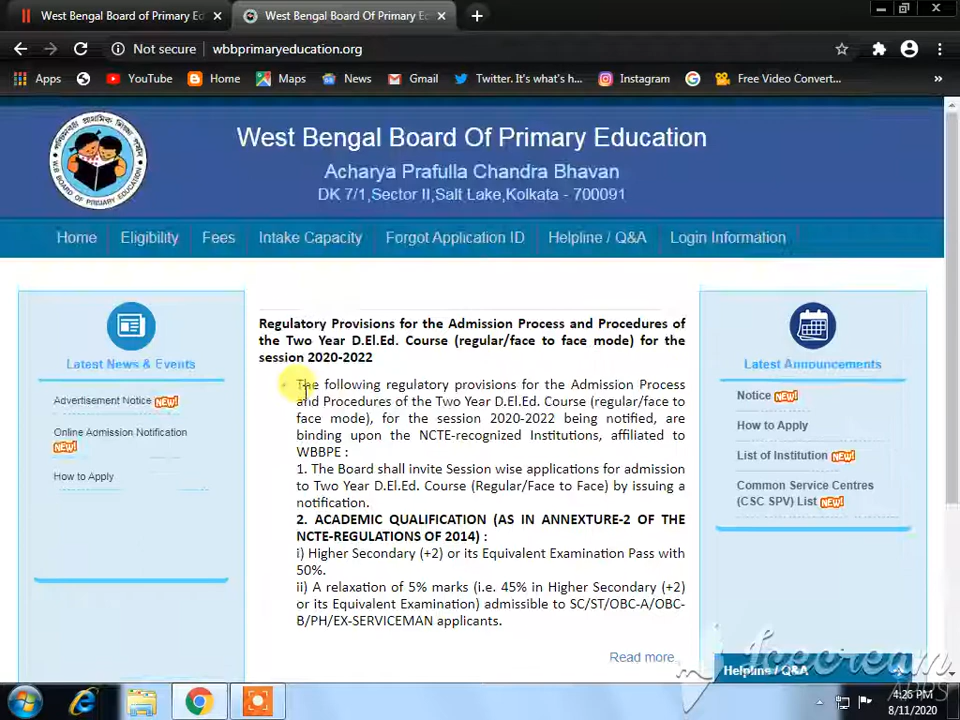 West Bengal Board of Primary Ed
West Bengal Board Of Primary E
Not secure
wbbprimaryeducation.org
Apps
YouTube
Home
Maps
News
Gmail
Twitter. It's what's h...
Instagram
Free Video Convert...
»
West Bengal Board Of Primary Education
Acharya Prafulla Chandra Bhavan
DK 7/1,Sector II,Salt Lake,Kolkata - 700091
Home
Eligibility
Fees
Intake Capacity
Forgot Application ID
Helpline / Q&A
Login Information
Latest News & Events
Advertisement Notice NEW!
Online Admission Notification
NEW!
How to Apply
Regulatory Provisions for the Admission Process and Procedures of
the Two Year D.El.Ed. Course (regular/face to face mode) for the
session 2020-2022
The following regulatory provisions for the Admission Process
and Procedures of the Two Year D.El.Ed. Course (regular/face to
face mode), for the session 2020-2022 being notified, are
binding upon the NCTE-recognized Institutions, affiliated to
WBBPE :
1. The Board shall invite Session wise applications for admission
to Two Year D.El.Ed. Course (Regular/Face to Face) by issuing a
notification.
2. ACADEMIC QUALIFICATION (AS IN ANNEXTURE-2 OF THE
NCTE-REGULATIONS OF 2014) :
i) Higher Secondary (+2) or its Equivalent Examination Pass with
50%.
ii) A relaxation of 5% marks (i.e. 45% in Higher Secondary (+2)
or its Equivalent Examination) admissible to SC/ST/OBC-A/OBC-
B/PH/EX-SERVICEMAN applicants.
Read more
Latest Announcements
Notice NEW!
How to Apply
List of Institution NEW!
Common Service Centres
(CSC SPV) List NEW!
Helpline / Q&A
Icecream
APPS
4:26 PM
8/11/2020